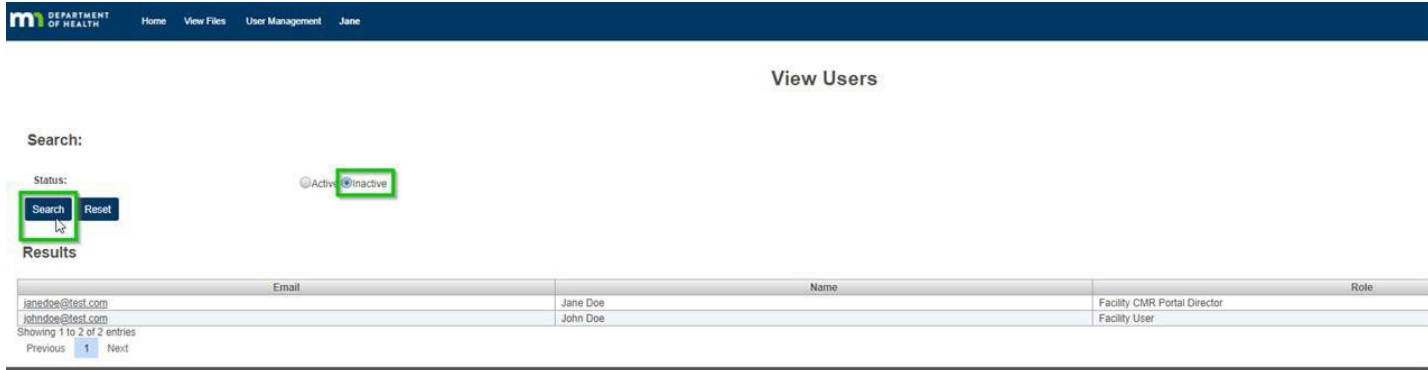 DEPARTMENT
OF HEALTH Home View Files User Management Jane
View Users
Search:
Status: Active Inactive
Search Reset
Results
Email Name Role
janedoe@test.com Jane Doe Facility CMR Portal Director
johndoe@test.com John Doe Facility User
Showing 1 to 2 of 2 entries
Previous 1 Next